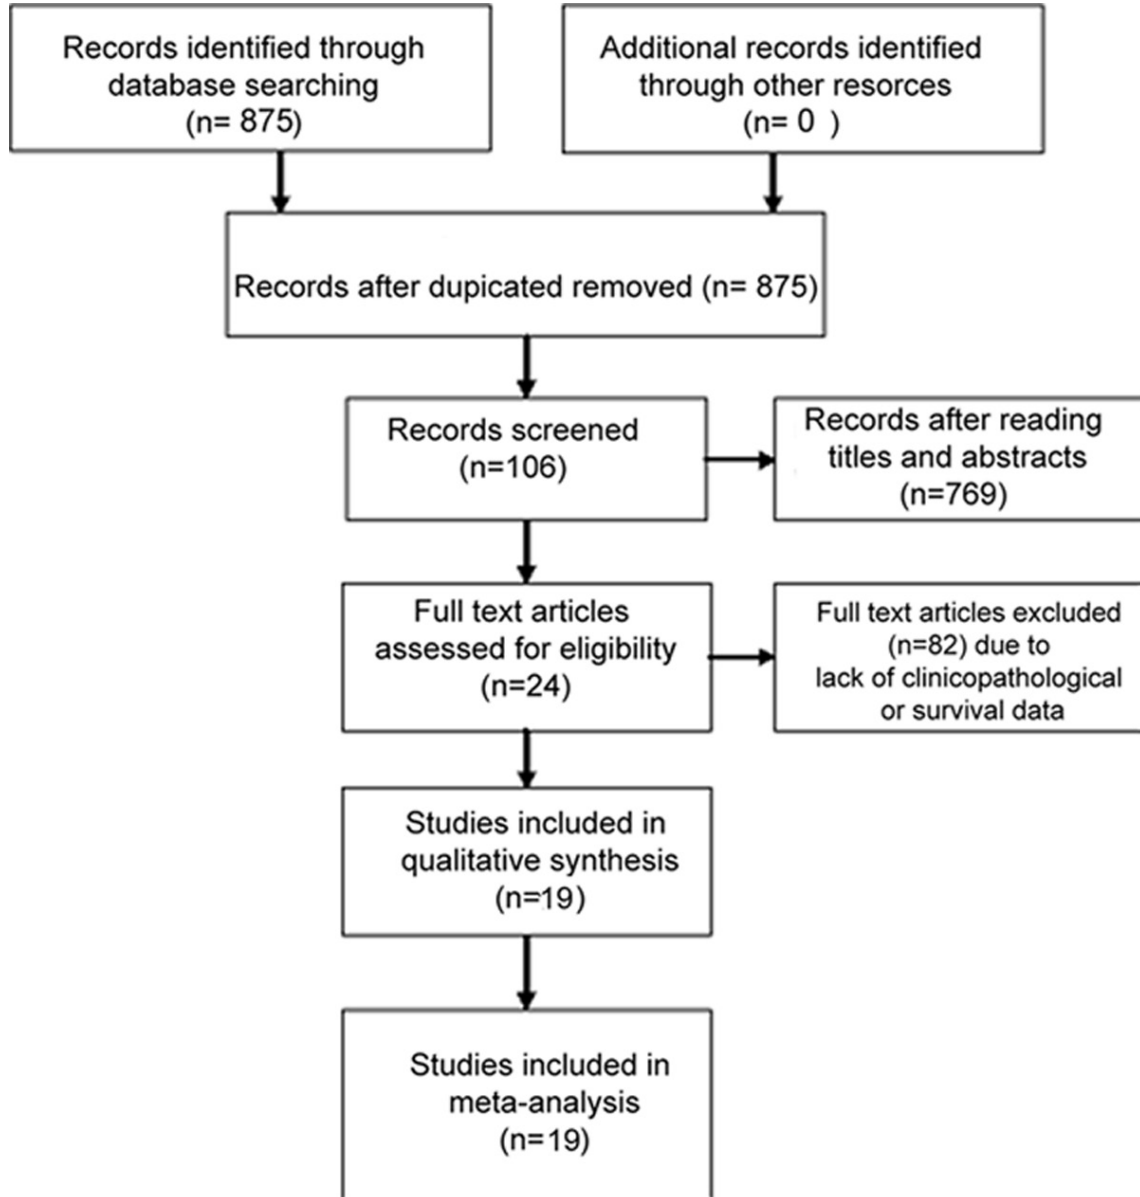 Records identified through
database searching
(n= 875)
Additional records identified
through other resorces
(n= 0 )
Records after dupicated removed (n= 875)
Records screened
(n=106)
Records after reading
titles and abstracts
(n=769)
Full text articles
assessed for eligibility
(n=24)
Full text articles excluded
(n=82) due to
lack of clinicopathological
or survival data
Studies included in
qualitative synthesis
(n=19)
Studies included in
meta-analysis
(n=19)